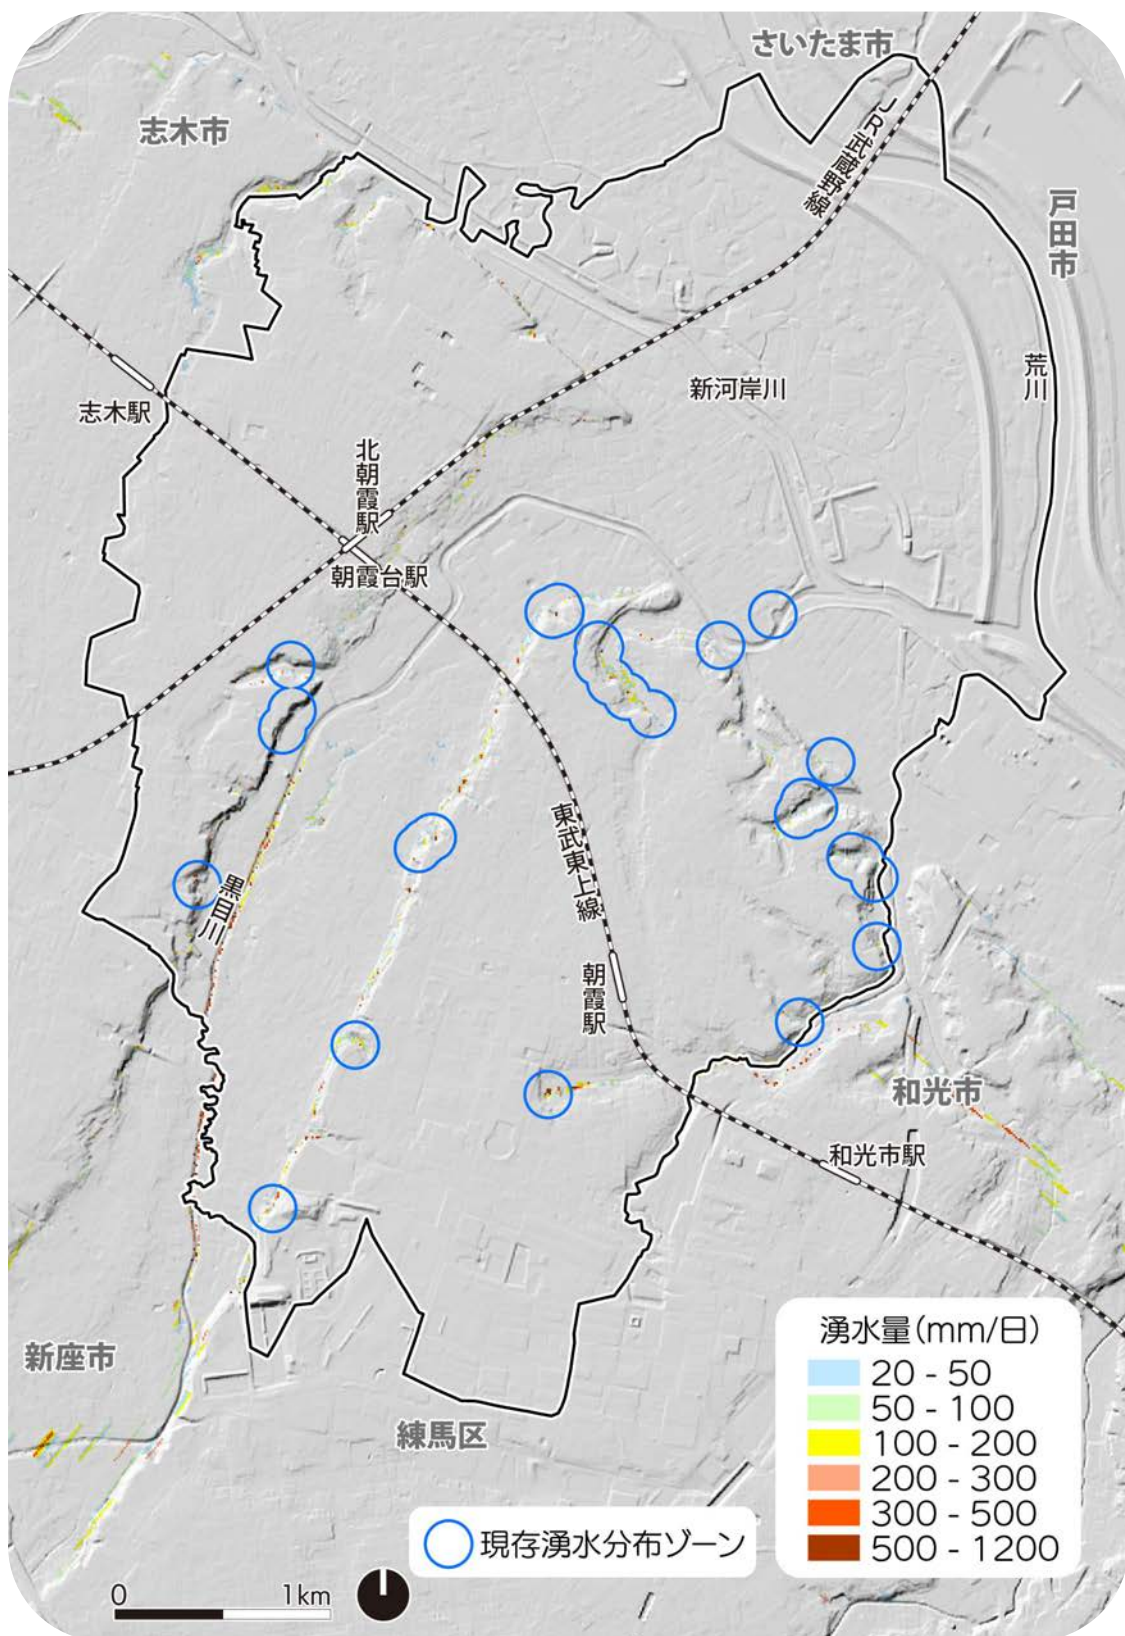 さいたま市
志木市
JR武蔵野線
戸田市
荒川
新河岸川
志木駅
北朝霞駅
朝霞台駅
東武東上線
黒目川
朝霞駅
和光市
和光市駅
新座市
練馬区
湧水量(mm/日)
20 - 50
50 - 100
100 - 200
200 - 300
300 - 500
500 - 1200
現存湧水分布ゾーン
0 1km